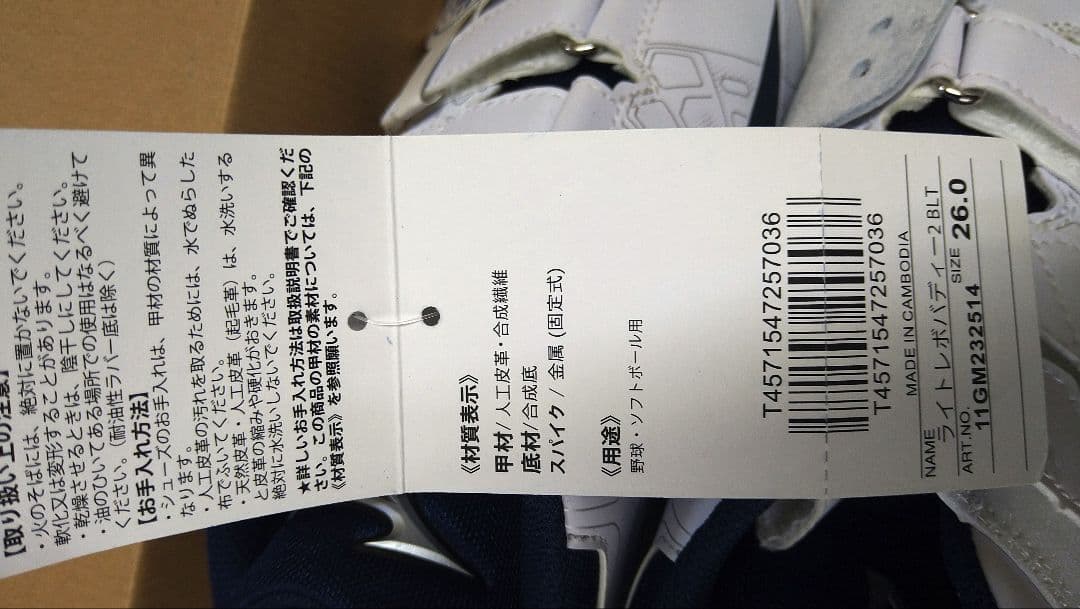 【取り扱い上の注意】
・火のそばには、絶対に置かないでください。
軟化又は変形することがあります。
・乾燥させるときは、陰干しにしてください。
・油のひいてある場所での使用はなるべく避けて
ください。（耐油性ラバー底は除く）
【お手入れ方法】
・シューズのお手入れは、甲材の材質によって異
なります。
・人工皮革の汚れを取るためには、水でぬらした
布でふいてください。
・天然皮革・人工皮革（起毛革）は、水洗いする
と皮革の縮みや硬化がおきます。
絶対に水洗いしないでください。
★詳しいお手入れ方法は取扱説明書でご確認くだ
さい。この商品の甲材の素材については、下記の
《材質表示》を参照願います。
《材質表示》
甲材/人工皮革・合成繊維
底材/合成底
スパイク/金属(固定式)
《用途》
野球・ソフトボール用
T4571547257036
T4571547257036
MADE IN CAMBODIA
NAME
ライトレボバディー2 BLT
ART.NO. SIZE
11GM232514 26.0